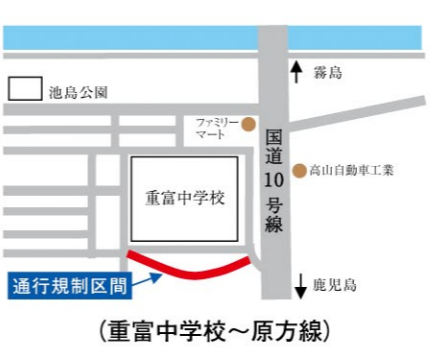 霧島
池島公園
ファミリー
マート
国道10号線
高山自動車工業
重富中学校
通行規制区間
鹿児島
(重富中学校～原方線)